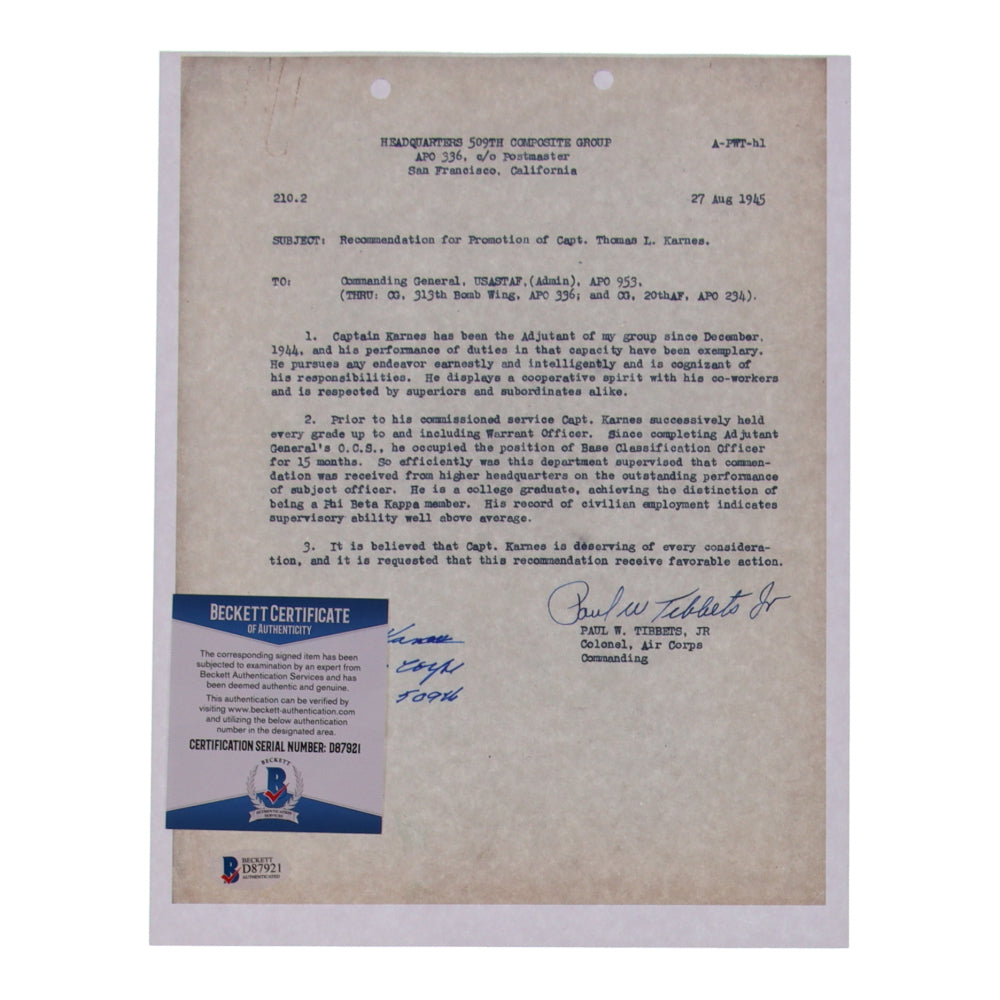 HEADQUARTERS 509TH COMPOSITE GROUP
A-PWT-hl
APO 336, c/o Postmaster
San Francisco, California
210.2
27 Aug 1945
SUBJECT: Recommendation for Promotion of Capt. Thomas L. Karnes.
TO: Commanding General, USASTAF,(Admin), APO 953,
(THRU: CG, 313th Bomb Wing, APO 336; and CG, 20thAF, APO 234).
1. Captain Karnes has been the Adjutant of my group since December,
1944, and his performance of duties in that capacity have been exemplary.
He pursues any endeavor earnestly and intelligently and is cognizant of
his responsibilities. He displays a cooperative spirit with his co-workers
and is respected by superiors and subordinates alike.
2. Prior to his commissioned service Capt. Karnes successively held
every grade up to and including Warrant Officer. Since completing Adjutant
General's O.C.S., he occupied the position of Base Classification Officer
for 15 months. So efficiently was this department supervised that commen-
dation was received from higher headquarters on the outstanding performance
of subject officer. He is a college graduate, achieving the distinction of
being a Phi Beta Kappa member. His record of civilian employment indicates
supervisory ability well above average.
3. It is believed that Capt. Karnes is deserving of every considera-
tion, and it is requested that this recommendation receive favorable action.
Paul W Tibbets Jr
PAUL W. TIBBETS, JR
Colonel, Air Corps
Commanding
Karnes
Corps
509th
BECKETT CERTIFICATE
OF AUTHENTICITY
The corresponding signed item has been
subjected to examination by an expert from
Beckett Authentication Services and has
been deemed authentic and genuine.
This authentication can be verified by
visiting www.beckett-authentication.com
and utilizing the below authentication
number in the designated area.
CERTIFICATION SERIAL NUMBER: D87921
BECKETT
B
AUTHENTICATION
SERVICES
B
BECKETT
D87921
AUTHENTICATED